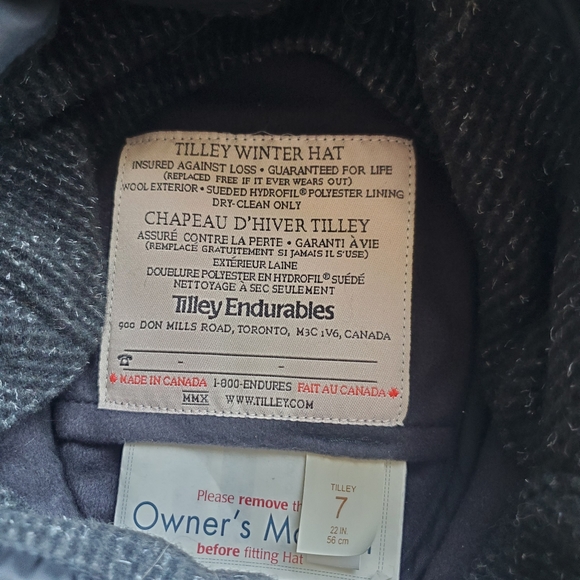 TILLEY WINTER HAT
INSURED AGAINST LOSS • GUARANTEED FOR LIFE
(REPLACED FREE IF IT EVER WEARS OUT)
WOOL EXTERIOR • SUEDED HYDROFIL® POLYESTER LINING
DRY-CLEAN ONLY
CHAPEAU D'HIVER TILLEY
ASSURÉ CONTRE LA PERTE • GARANTI À VIE
(REMPLACÉ GRATUITEMENT SI JAMAIS IL S'USE)
EXTÉRIEUR LAINE
DOUBLURE POLYESTER EN HYDROFIL® SUÉDÉ
NETTOYAGE À SEC SEULEMENT
Tilley Endurables
900 DON MILLS ROAD, TORONTO, M3C 1V6, CANADA
☎ - -
MADE IN CANADA 1-800-ENDURES FAIT AU CANADA
MMX WWW.TILLEY.COM
Please remove th
Owner's M
before fitting Hat
TILLEY
7
22 IN.
56 cm